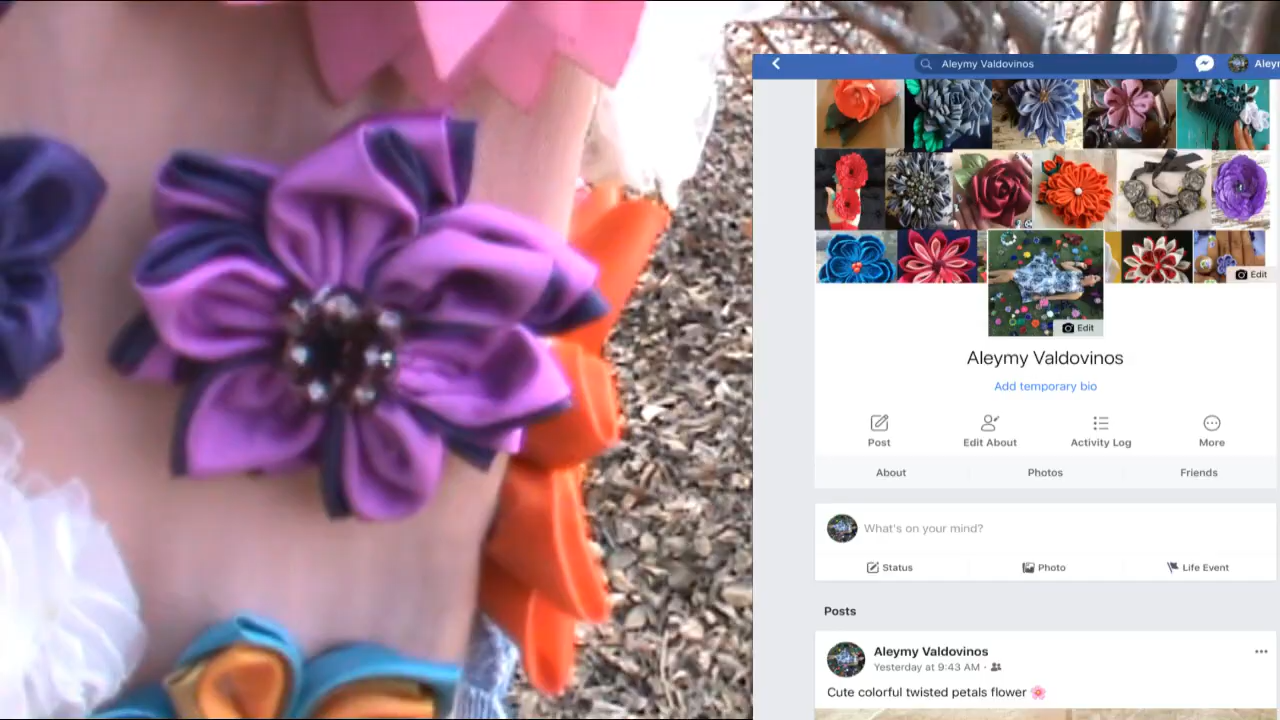 Aleymy Valdovinos
Aleyr
Edit
Edit
Aleymy Valdovinos
Add temporary bio
Post
Edit About
Activity Log
More
About
Photos
Friends
What's on your mind?
Status
Photo
Life Event
Posts
Aleymy Valdovinos
Yesterday at 9:43 AM ·
Cute colorful twisted petals flower 🌸